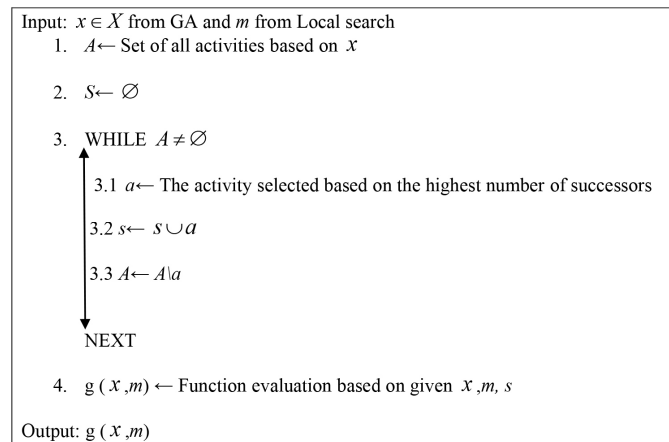 Input: x ∈ X from GA and m from Local search
1. A← Set of all activities based on x
2. S← ∅
3. WHILE A ≠ ∅
3.1 a← The activity selected based on the highest number of successors
3.2 s← s ∪ a
3.3 A← A\a
NEXT
4. g ( x ,m) ← Function evaluation based on given x ,m, s
Output: g ( x ,m)